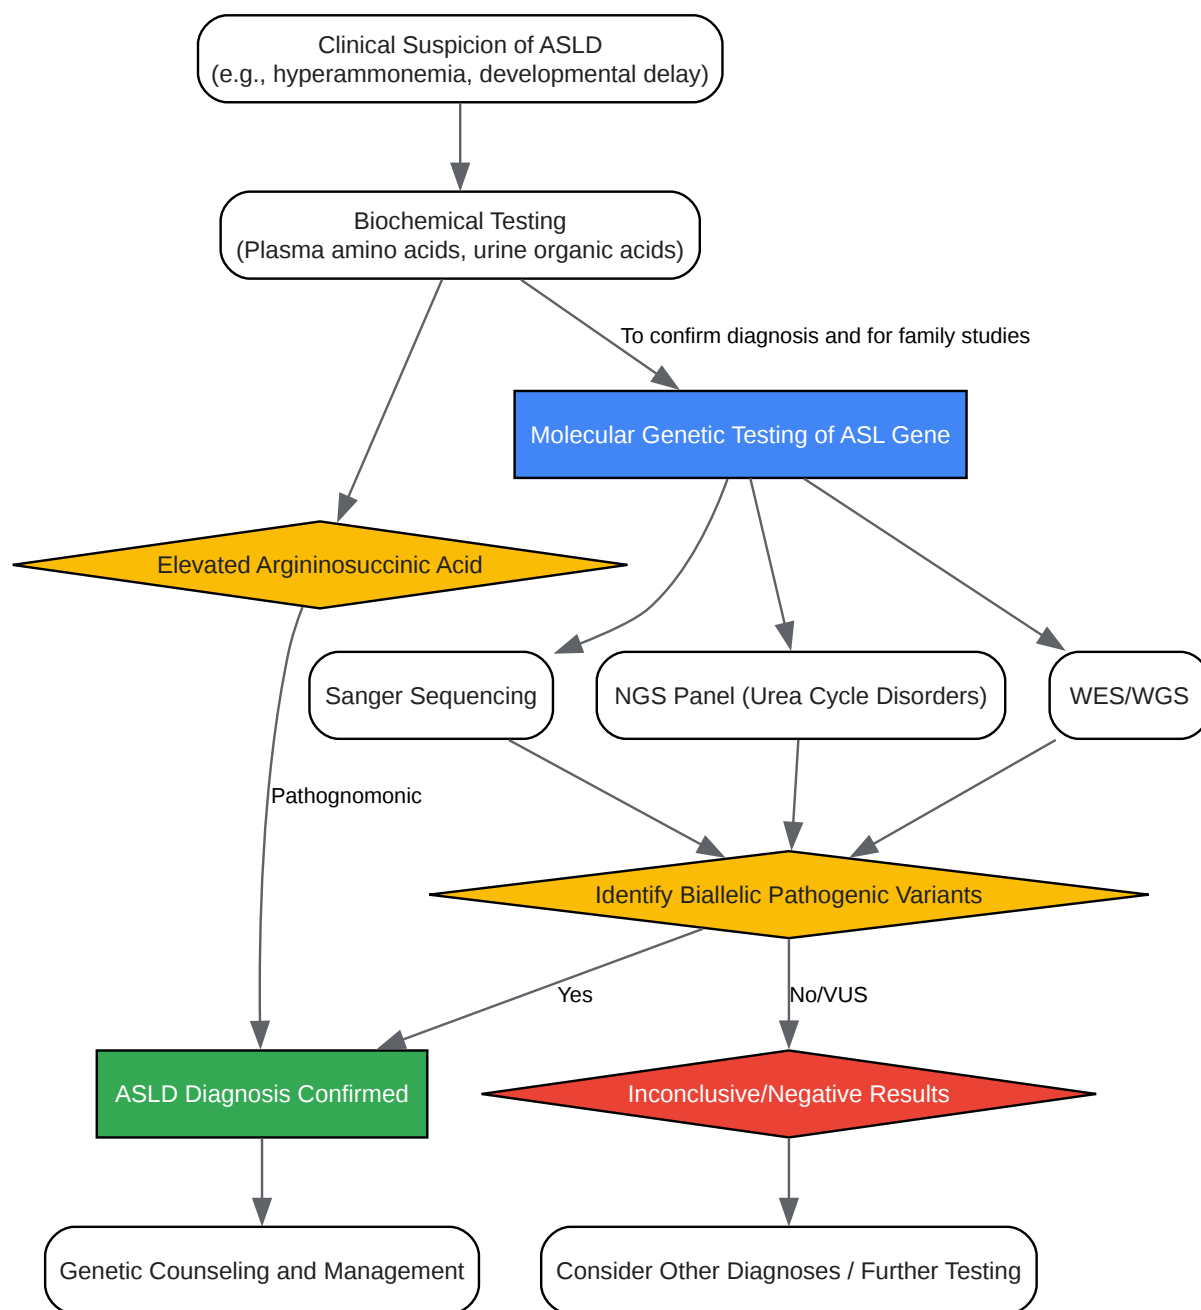 Clinical Suspicion of ASLD
(e.g., hyperammonemia, developmental delay)
Biochemical Testing
(Plasma amino acids, urine organic acids)
To confirm diagnosis and for family studies
Molecular Genetic Testing of ASL Gene
Elevated Argininosuccinic Acid
Sanger Sequencing
NGS Panel (Urea Cycle Disorders)
WES/WGS
Pathognomonic
Identify Biallelic Pathogenic Variants
Yes
No/VUS
ASLD Diagnosis Confirmed
Inconclusive/Negative Results
Genetic Counseling and Management
Consider Other Diagnoses / Further Testing